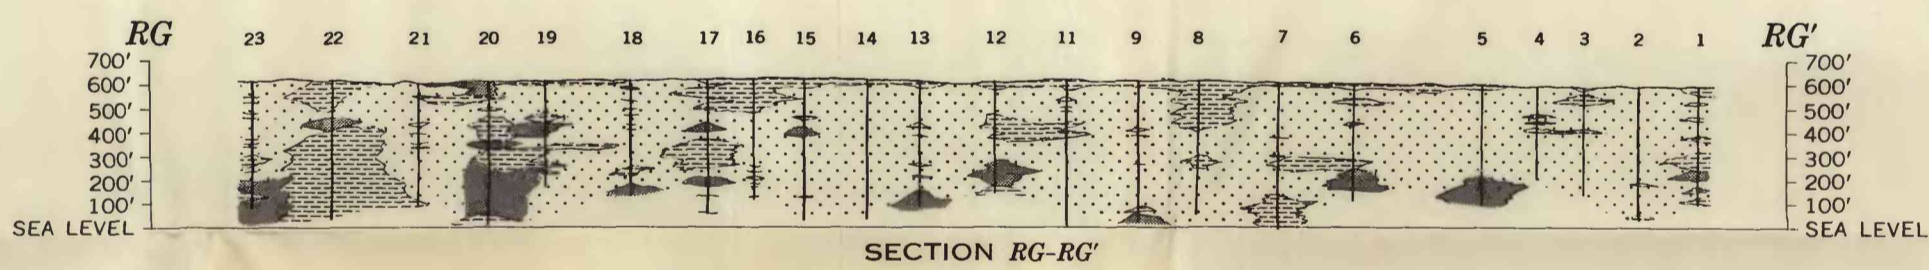 RG 23 22 21 20 19 18 17 16 15 14 13 12 11 9 8 7 6 5 4 3 2 1 RG'
700' 700'
600' 600'
500' 500'
400' 400'
300' 300'
200' 200'
100' 100'
SEA LEVEL SEA LEVEL
SECTION RG-RG'